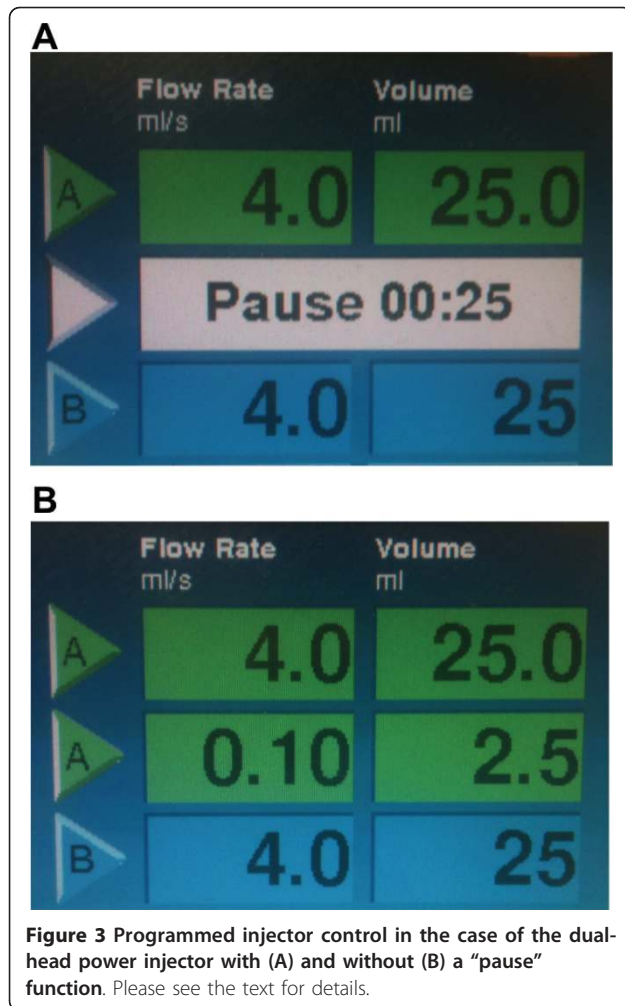 A
Flow Rate Volume
ml/s ml
A 4.0 25.0
Pause 00:25
B 4.0 25
B
Flow Rate Volume
ml/s ml
A 4.0 25.0
A 0.10 2.5
B 4.0 25
Figure 3 Programmed injector control in the case of the dual-
head power injector with (A) and without (B) a “pause”
function. Please see the text for details.